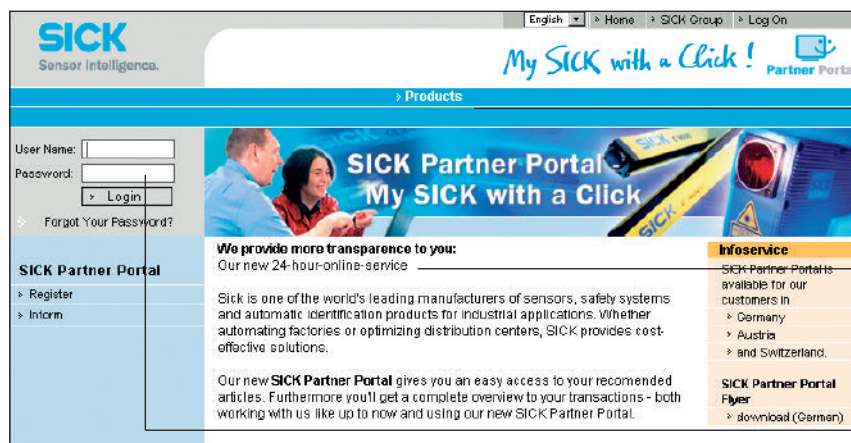 English > Home > SICK Group > Log On
SICK
Sensor Intelligence.
My SICK with a Click !
Partner Porta
> Products
User Name:
Password:
> Login
Forgot Your Password?
SICK Partner Portal -
My SICK with a Click
SICK
SICK
SICK Partner Portal
> Register
> Inform
We provide more transparence to you:
Our new 24-hour-online-service
Sick is one of the world's leading manufacturers of sensors, safety systems
and automatic identification products for industrial applications. Whether
automating factories or optimizing distribution centers, SICK provides cost-
effective solutions.
Our new SICK Partner Portal gives you an easy access to your recomended
articles. Furthermore you'll get a complete overview to your transactions - both
working with us like up to now and using our new SICK Partner Portal.
Infoservice
SICK Partner Portal is
available for our
customers in
> Germany
> Austria
> and Switzerland.
SICK Partner Portal
Flyer
> download (German)